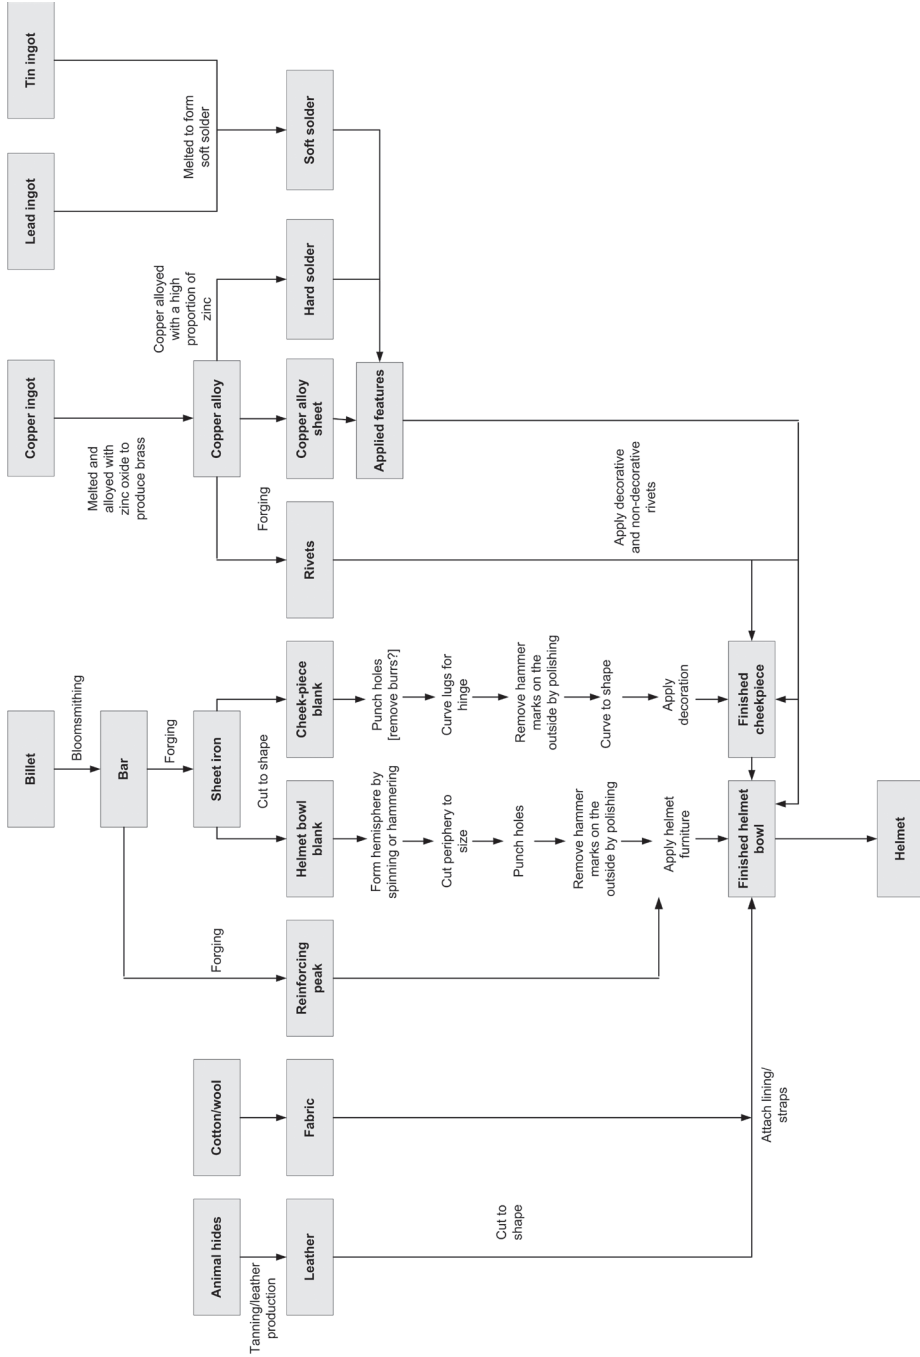 Billet
Copper ingot
Lead ingot
Tin ingot
Bloomsmithing
Melted and
alloyed with
zinc oxide to
produce brass
Bar
Forging
Forging
Animal hides
Cotton/wool
Sheet iron
Copper alloy
Copper alloyed
with a high
proportion of
zinc
Melted to form
soft solder
Tanning/leather
production
Cut to shape
Forging
Leather
Fabric
Reinforcing
peak
Helmet bowl
blank
Cheek-piece
blank
Rivets
Copper alloy
sheet
Hard solder
Soft solder
Form hemisphere by
spinning or hammering
Punch holes
[remove burrs?]
Applied features
Cut periphery to
size
Curve lugs for
hinge
Punch holes
Remove hammer
marks on the
outside by polishing
Cut to
shape
Remove hammer
marks on the
outside by polishing
Curve to shape
Apply helmet
furniture
Apply
decoration
Apply decorative
and non-decorative
rivets
Finished helmet
bowl
Finished
cheekpiece
Attach lining/
straps
Helmet